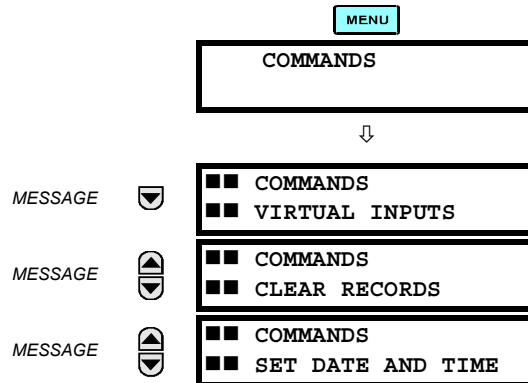 MENU
COMMANDS
MESSAGE
■■ COMMANDS
■■ VIRTUAL INPUTS
MESSAGE
■■ COMMANDS
■■ CLEAR RECORDS
MESSAGE
■■ COMMANDS
■■ SET DATE AND TIME